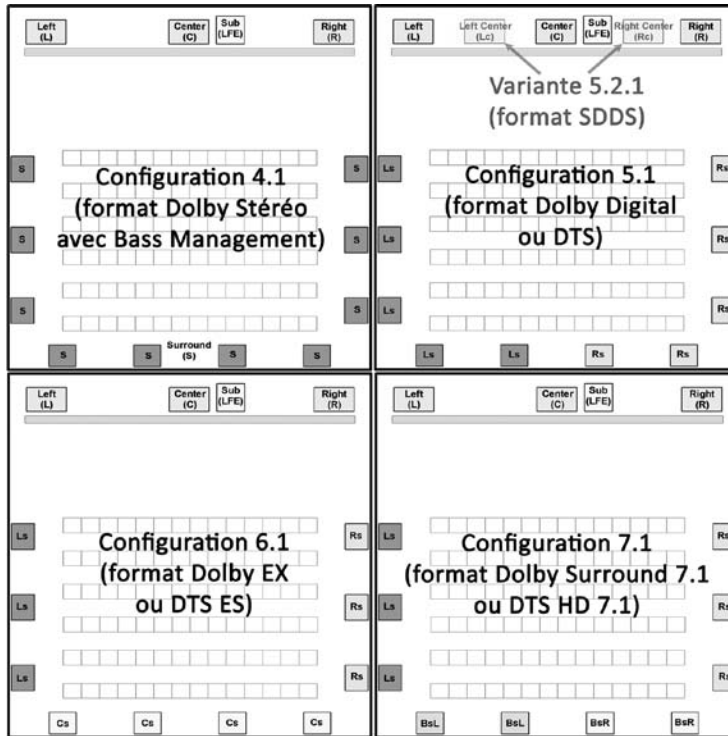 Left
(L)
Center
(C)
Sub
(LFE)
Right
(R)
S
S
Configuration 4.1
(format Dolby Stéréo
avec Bass Management)
S
S
S
S
Surround
(S)
S
S
S
S
Left
(L)
Left Center
(Lc)
Center
(C)
Sub
(LFE)
Right Center
(Rc)
Right
(R)
Variante 5.2.1
(format SDDS)
Ls
Rs
Configuration 5.1
(format Dolby Digital
ou DTS)
Ls
Rs
Ls
Rs
Ls
Ls
Rs
Rs
Left
(L)
Center
(C)
Sub
(LFE)
Right
(R)
Ls
Rs
Configuration 6.1
(format Dolby EX
ou DTS ES)
Ls
Rs
Ls
Rs
Cs
Cs
Cs
Cs
Left
(L)
Center
(C)
Sub
(LFE)
Right
(R)
Ls
Rs
Configuration 7.1
(format Dolby Surround 7.1
ou DTS HD 7.1)
Ls
Rs
Ls
Rs
BsL
BsL
BsR
BsR